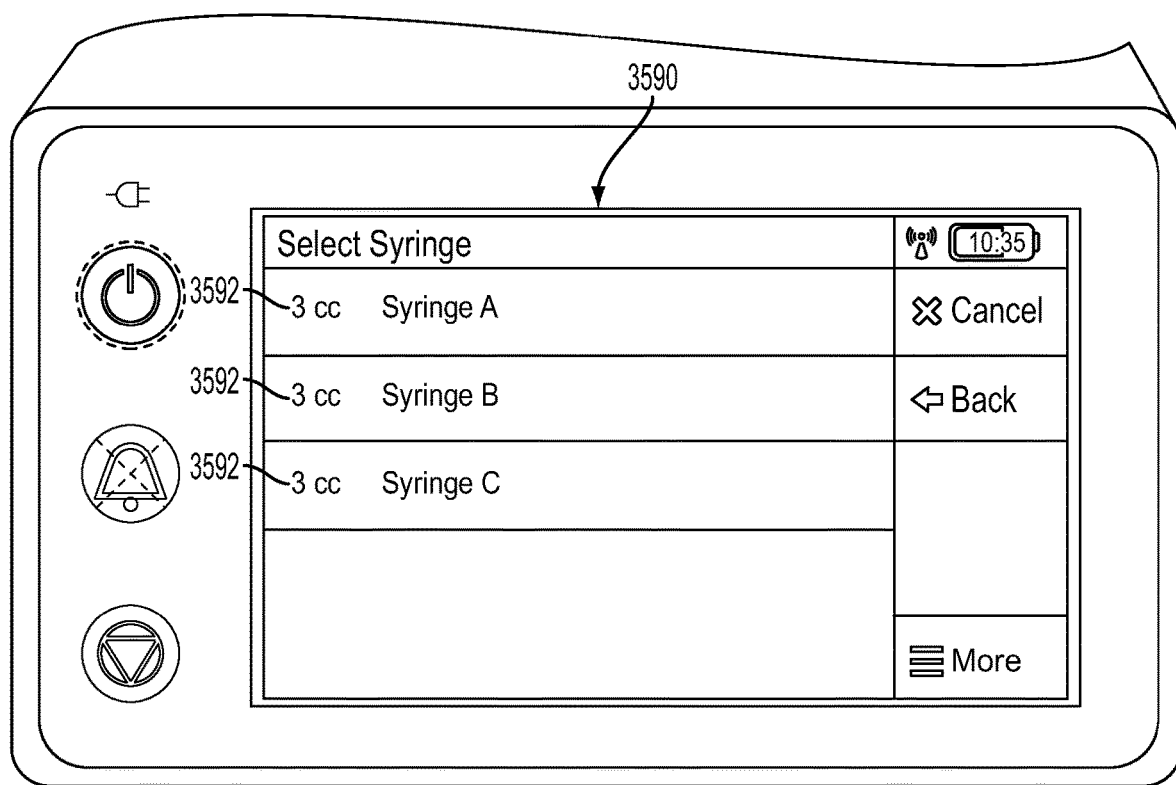 3590
Select Syringe
10:35
3592
3 cc Syringe A
Cancel
3592
3 cc Syringe B
Back
3592
3 cc Syringe C
More